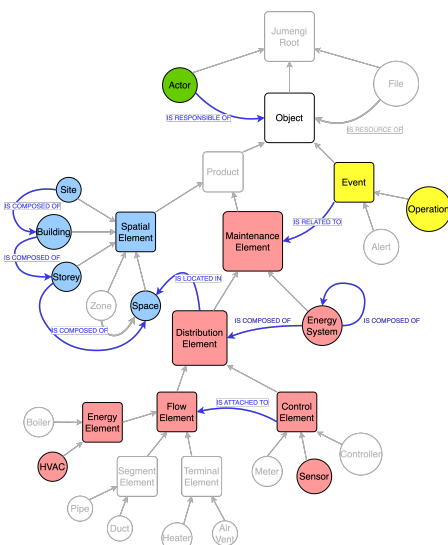 Jumengi
Root
Actor
File
IS RESPONSIBLE OF
Object
IS RESOURCE OF
Product
Site
Event
IS COMPOSED OF
Operation
Building
Spatial
Element
IS RELATED TO
Maintenance
Element
Alert
IS COMPOSED OF
Storey
IS LOCATED IN
Zone
Space
IS COMPOSED OF
Distribution
Element
IS COMPOSED OF
Energy
System
IS COMPOSED OF
Boiler
Energy
Element
Flow
Element
IS ATTACHED TO
Control
Element
HVAC
Segment
Element
Terminal
Element
Meter
Sensor
Controller
Pipe
Duct
Heater
Air
Vent